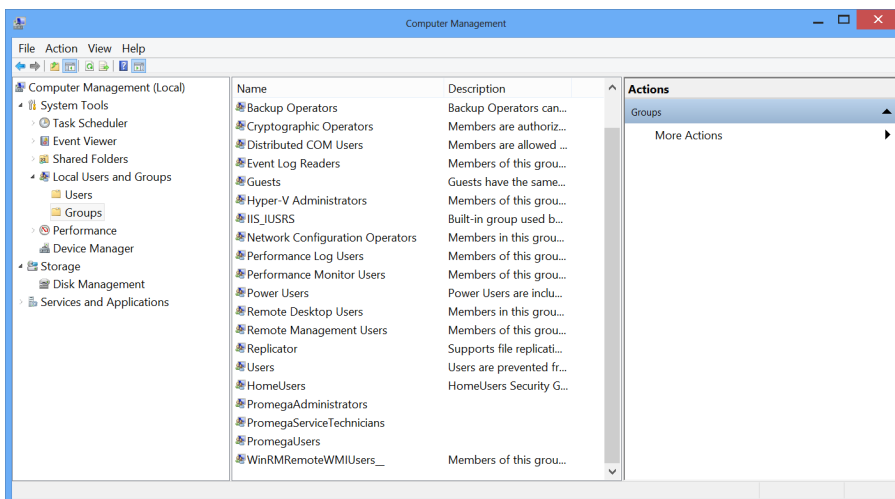 Computer Management
File Action View Help
Computer Management (Local)
System Tools
Task Scheduler
Event Viewer
Shared Folders
Local Users and Groups
Users
Groups
Performance
Device Manager
Storage
Disk Management
Services and Applications
Name Description
Backup Operators Backup Operators can...
Cryptographic Operators Members are authoriz...
Distributed COM Users Members are allowed ...
Event Log Readers Members of this grou...
Guests Guests have the same...
Hyper-V Administrators Members of this grou...
IIS_IUSRS Built-in group used b...
Network Configuration Operators Members in this grou...
Performance Log Users Members of this grou...
Performance Monitor Users Members of this grou...
Power Users Power Users are inclu...
Remote Desktop Users Members in this grou...
Remote Management Users Members of this grou...
Replicator Supports file replicati...
Users Users are prevented fr...
HomeUsers HomeUsers Security G...
PromegaAdministrators
PromegaServiceTechnicians
PromegaUsers
WinRMRemoteWMIUsers__ Members of this grou...
Actions
Groups
More Actions